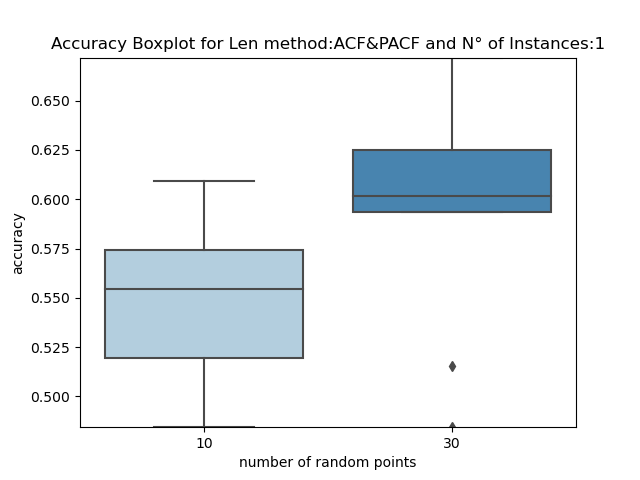 Accuracy Boxplot for Len method:ACF&PACF and N° of Instances:1
0.650
0.625
0.600
0.575
0.550
0.525
0.500
accuracy
10 30
number of random points